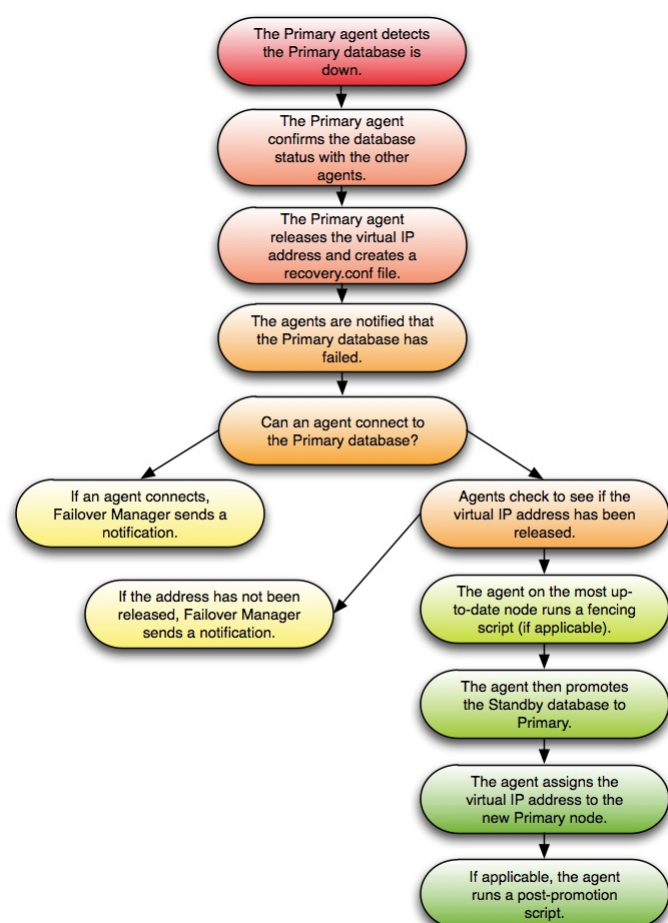 The Primary agent detects
the Primary database is
down.
The Primary agent
confirms the database
status with the other
agents.
The Primary agent
releases the virtual IP
address and creates a
recovery.conf file.
The agents are notified that
the Primary database has
failed.
Can an agent connect to
the Primary database?
If an agent connects,
Failover Manager sends a
notification.
Agents check to see if the
virtual IP address has been
released.
If the address has not been
released, Failover Manager
sends a notification.
The agent on the most up-
to-date node runs a fencing
script (if applicable).
The agent then promotes
the Standby database to
Primary.
The agent assigns the
virtual IP address to the
new Primary node.
If applicable, the agent
runs a post-promotion
script.